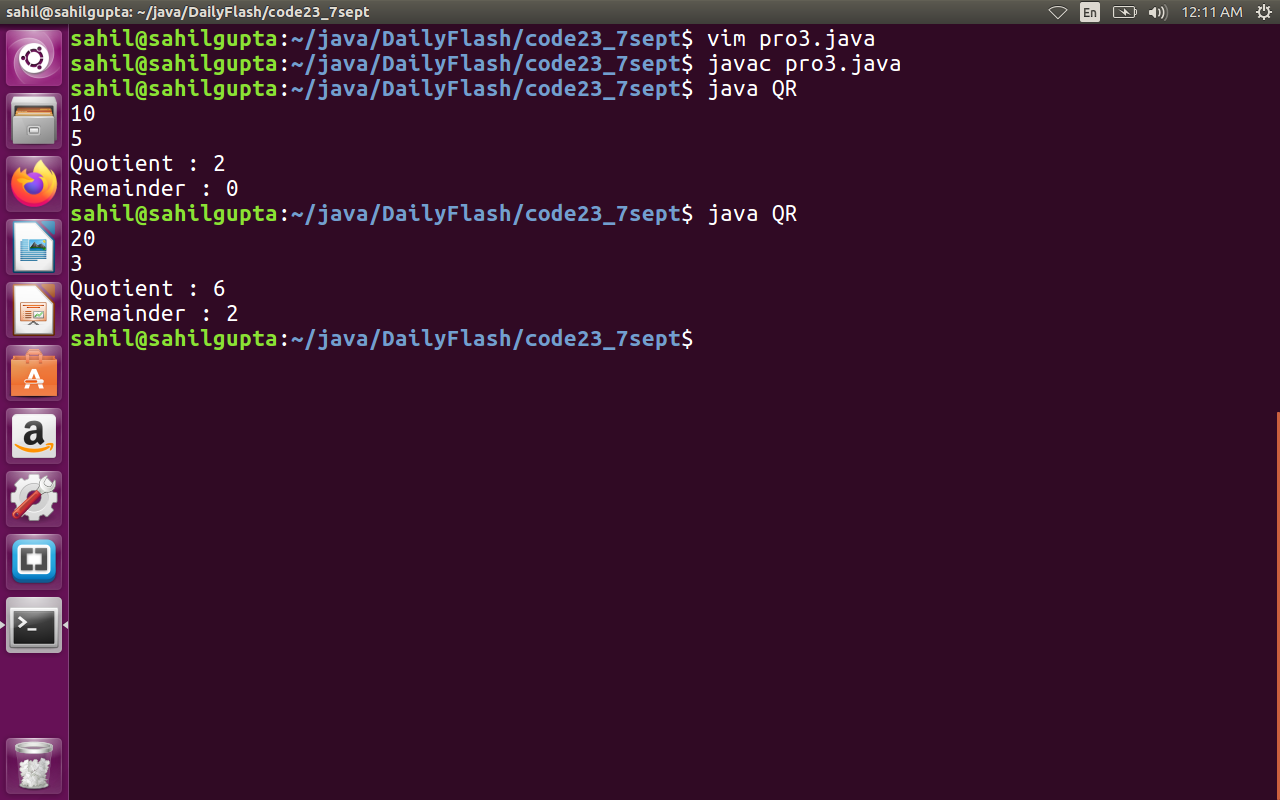 sahil@sahilgupta: ~/java/DailyFlash/code23_7sept
En
12:11 AM
sahil@sahilgupta:~/java/DailyFlash/code23_7sept$ vim pro3.java
sahil@sahilgupta:~/java/DailyFlash/code23_7sept$ javac pro3.java
sahil@sahilgupta:~/java/DailyFlash/code23_7sept$ java QR
10
5
Quotient : 2
Remainder : 0
sahil@sahilgupta:~/java/DailyFlash/code23_7sept$ java QR
20
3
Quotient : 6
Remainder : 2
sahil@sahilgupta:~/java/DailyFlash/code23_7sept$